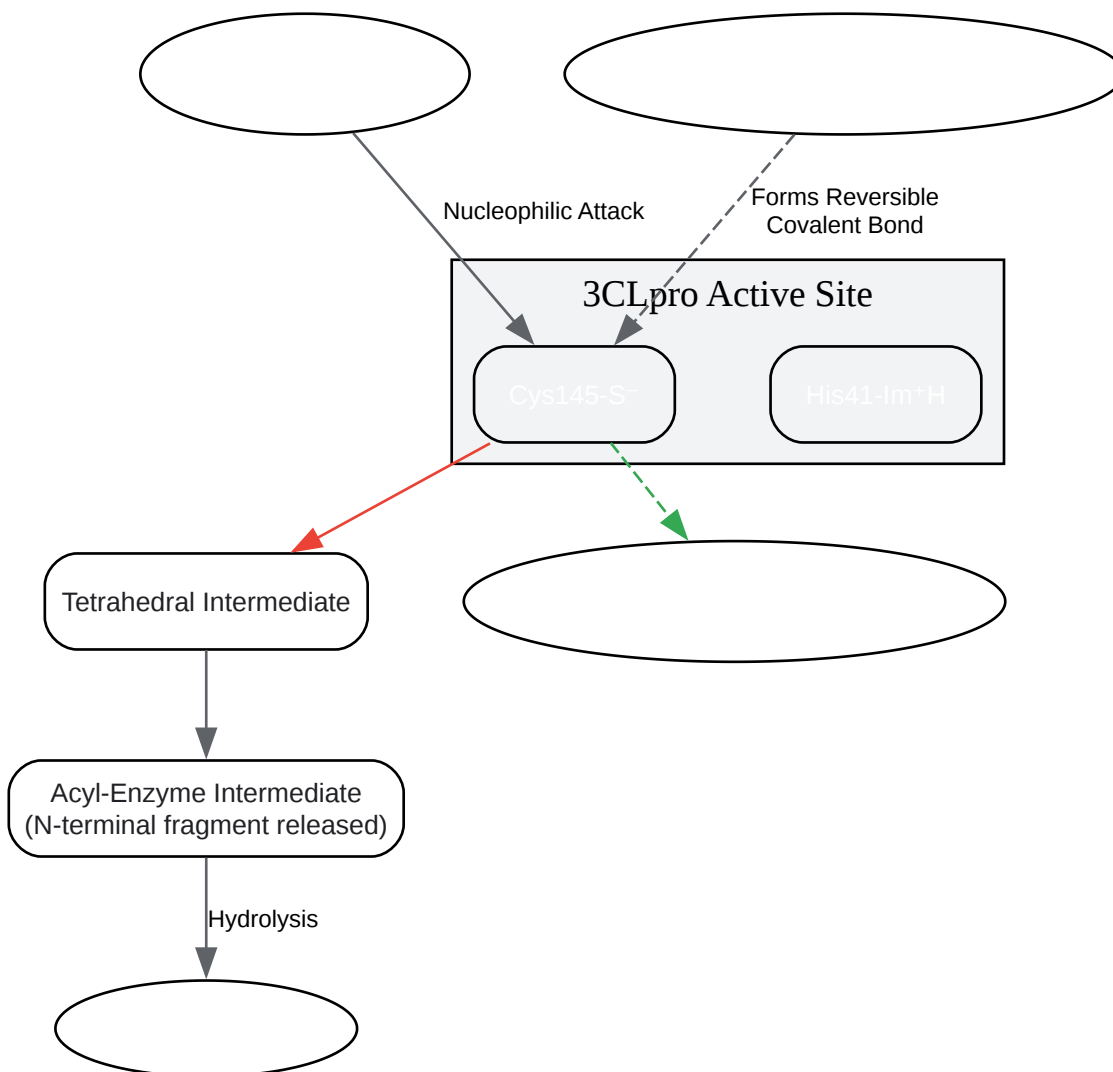 Nucleophilic Attack
Forms Reversible
Covalent Bond
3CLpro Active Site
Cys145-S⁻
His41-Im⁺H
Tetrahedral Intermediate
Acyl-Enzyme Intermediate
(N-terminal fragment released)
Hydrolysis